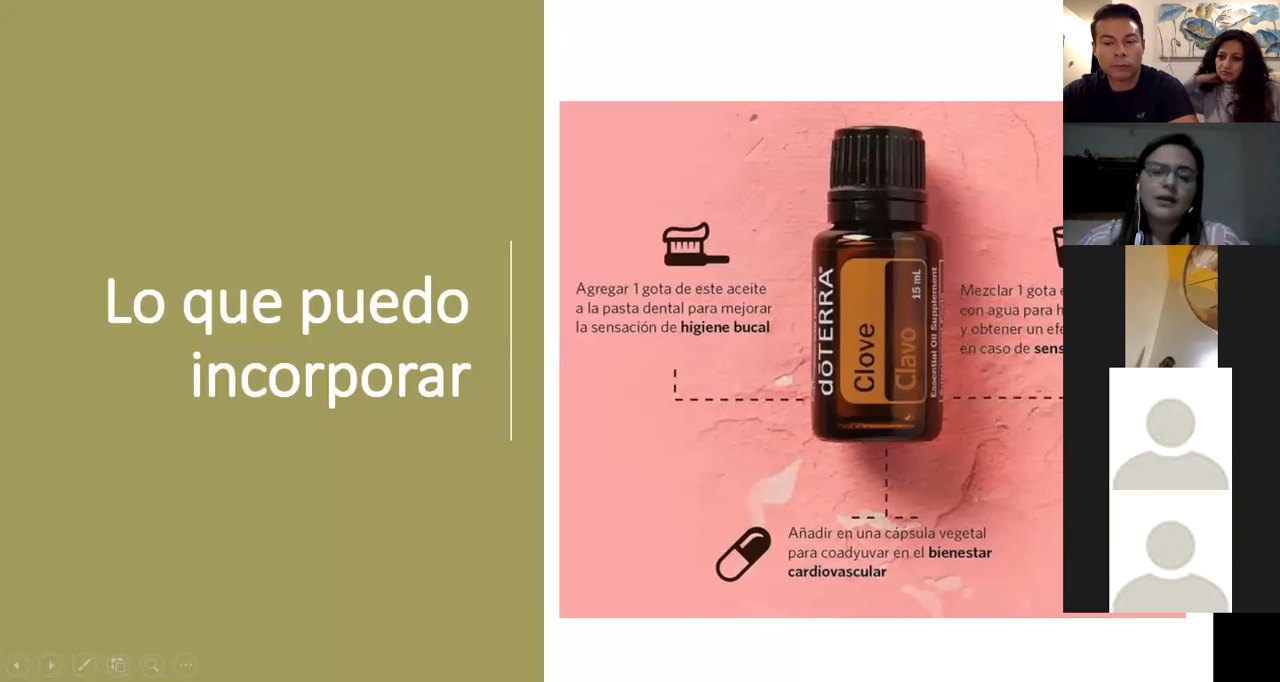 Lo que puedo
incorporar
Agregar 1 gota de este aceite
a la pasta dental para mejorar
la sensación de higiene bucal
dōTERRA®
Clove
Clavo
15 mL
Essential Oil Supplement
Mezclar 1 gota
con agua para
y obtener un
en caso de
Añadir en una cápsula vegetal
para coadyuvar en el bienestar
cardiovascular